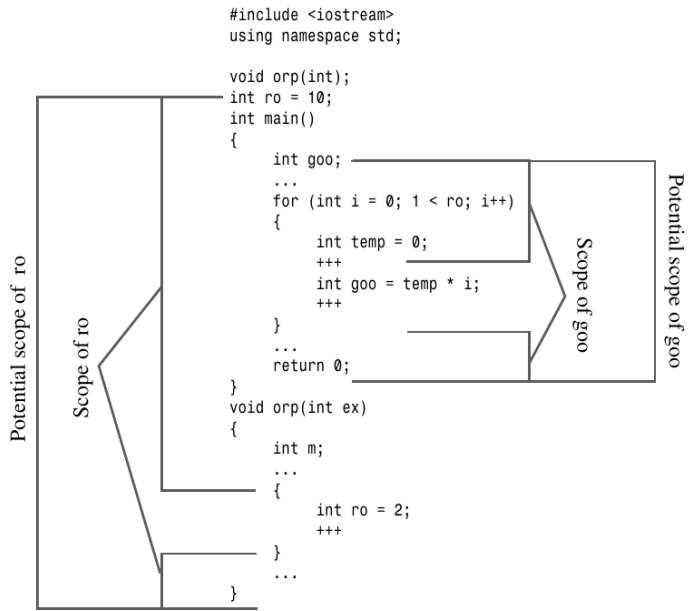 #include <iostream>
using namespace std;
void orp(int);
int ro = 10;
int main()
{
int goo;
...
for (int i = 0; 1 < ro; i++)
{
int temp = 0;
+++
int goo = temp * i;
+++
}
...
return 0;
}
void orp(int ex)
{
int m;
...
{
int ro = 2;
+++
}
...
}
Potential scope of ro
Scope of ro
Scope of goo
Potential scope of goo